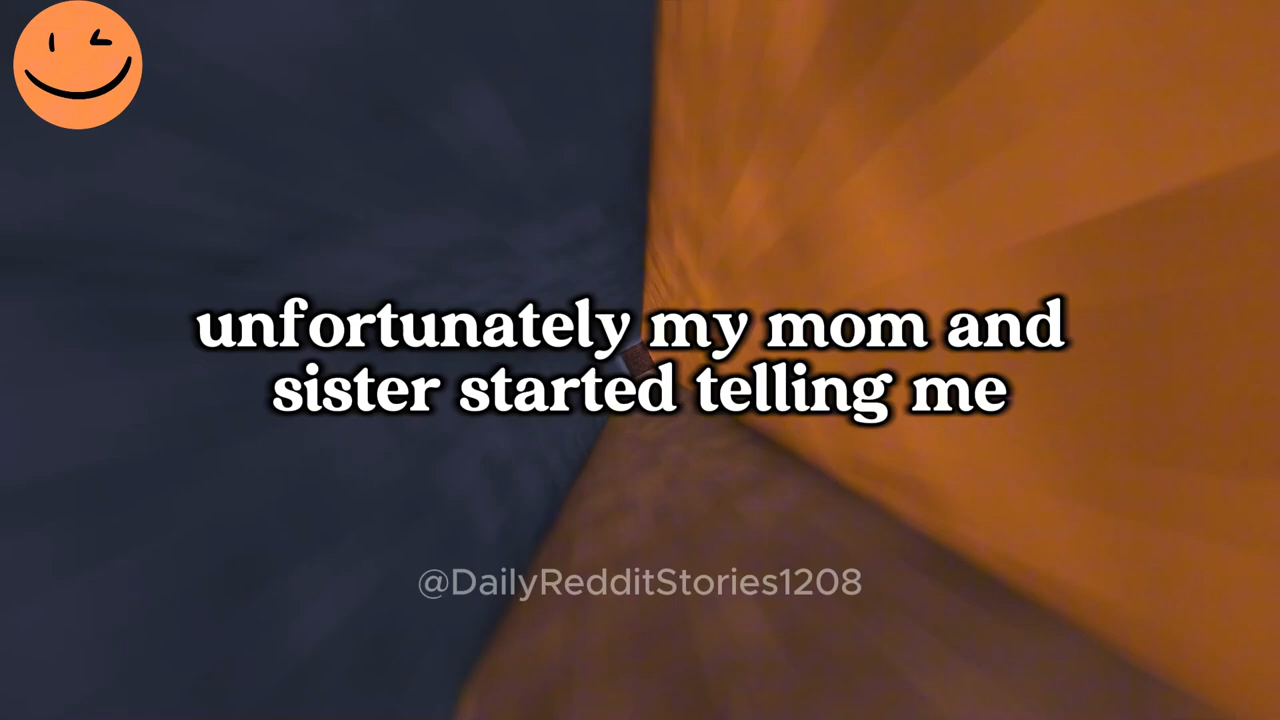 unfortunately my mom and
sister started telling me
@DailyRedditStories1208